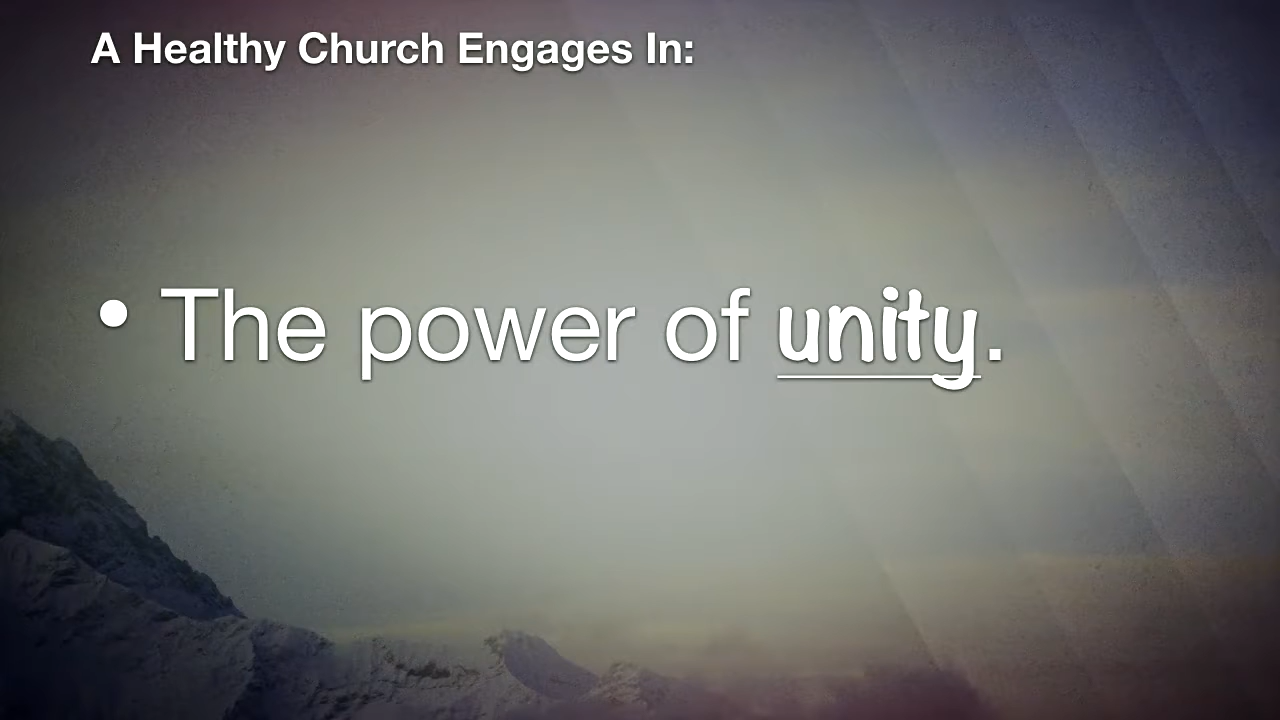 A Healthy Church Engages In:
• The power of unity.